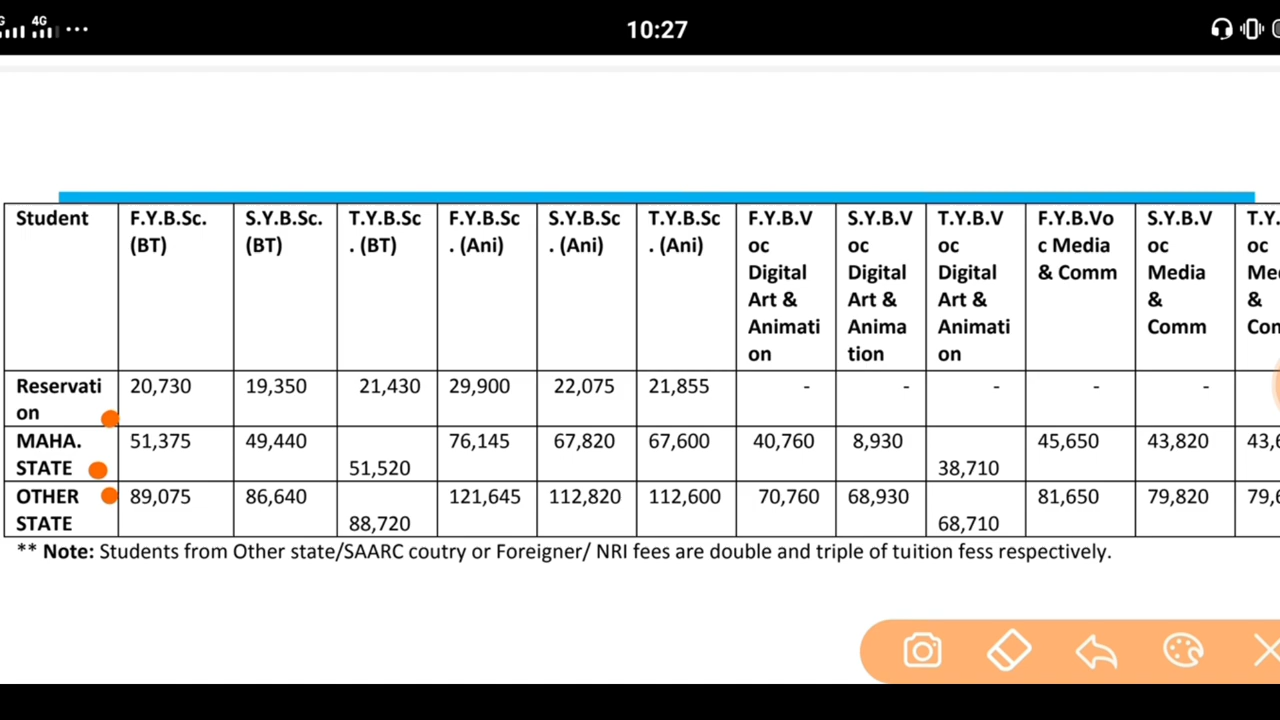 4G 10:27
Student F.Y.B.Sc. (BT) S.Y.B.Sc. (BT) T.Y.B.Sc . (BT) F.Y.B.Sc . (Ani) S.Y.B.Sc . (Ani) T.Y.B.Sc . (Ani) F.Y.B.V oc Digital Art & Animati on S.Y.B.V oc Digital Art & Anima tion T.Y.B.V oc Digital Art & Animati on F.Y.B.Vo c Media & Comm S.Y.B.V oc Media & Comm T.Y. oc &
Reservati on 20,730 19,350 21,430 29,900 22,075 21,855 - - - - -
MAHA. STATE 51,375 49,440 51,520 76,145 67,820 67,600 40,760 8,930 38,710 45,650 43,820
OTHER STATE 89,075 86,640 88,720 121,645 112,820 112,600 70,760 68,930 68,710 81,650 79,820
** Note: Students from Other state/SAARC coutry or Foreigner/ NRI fees are double and triple of tuition fess respectively.